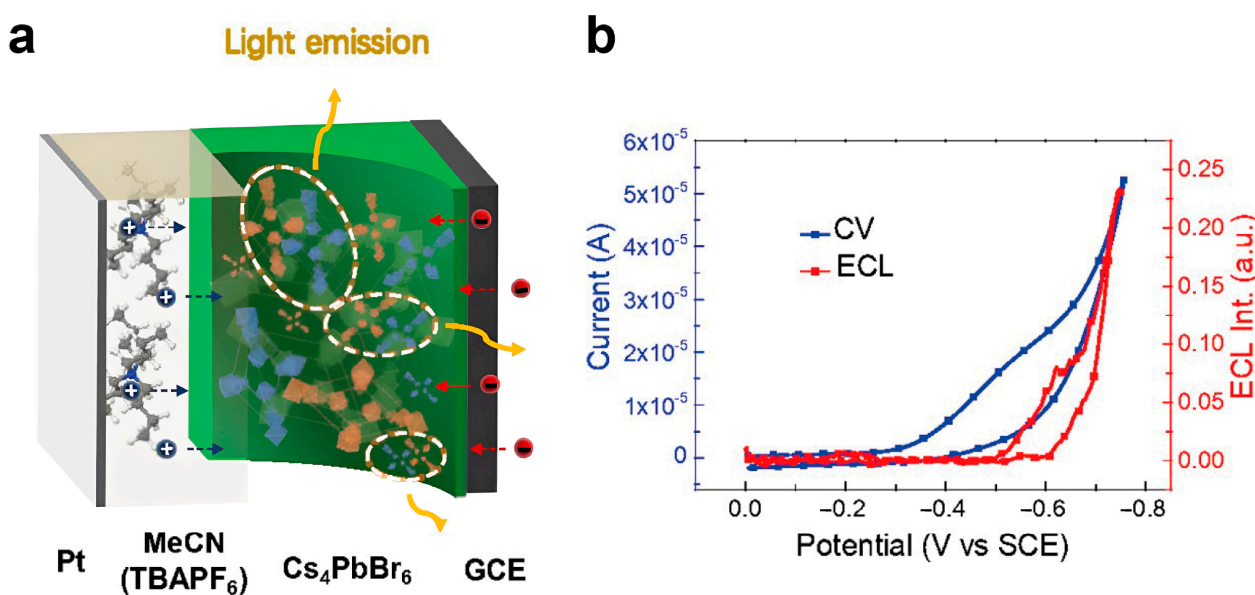 a
Light emission
+
+
+
+
−
−
−
−
Pt
MeCN
(TBAPF₆)
Cs₄PbBr₆
GCE
b
Current (A)
6x10⁻⁵
5x10⁻⁵
4x10⁻⁵
3x10⁻⁵
2x10⁻⁵
1x10⁻⁵
0
CV
ECL
0.25
0.20
0.15
0.10
0.05
0.00
ECL Int. (a.u.)
0.0 −0.2 −0.4 −0.6 −0.8
Potential (V vs SCE)